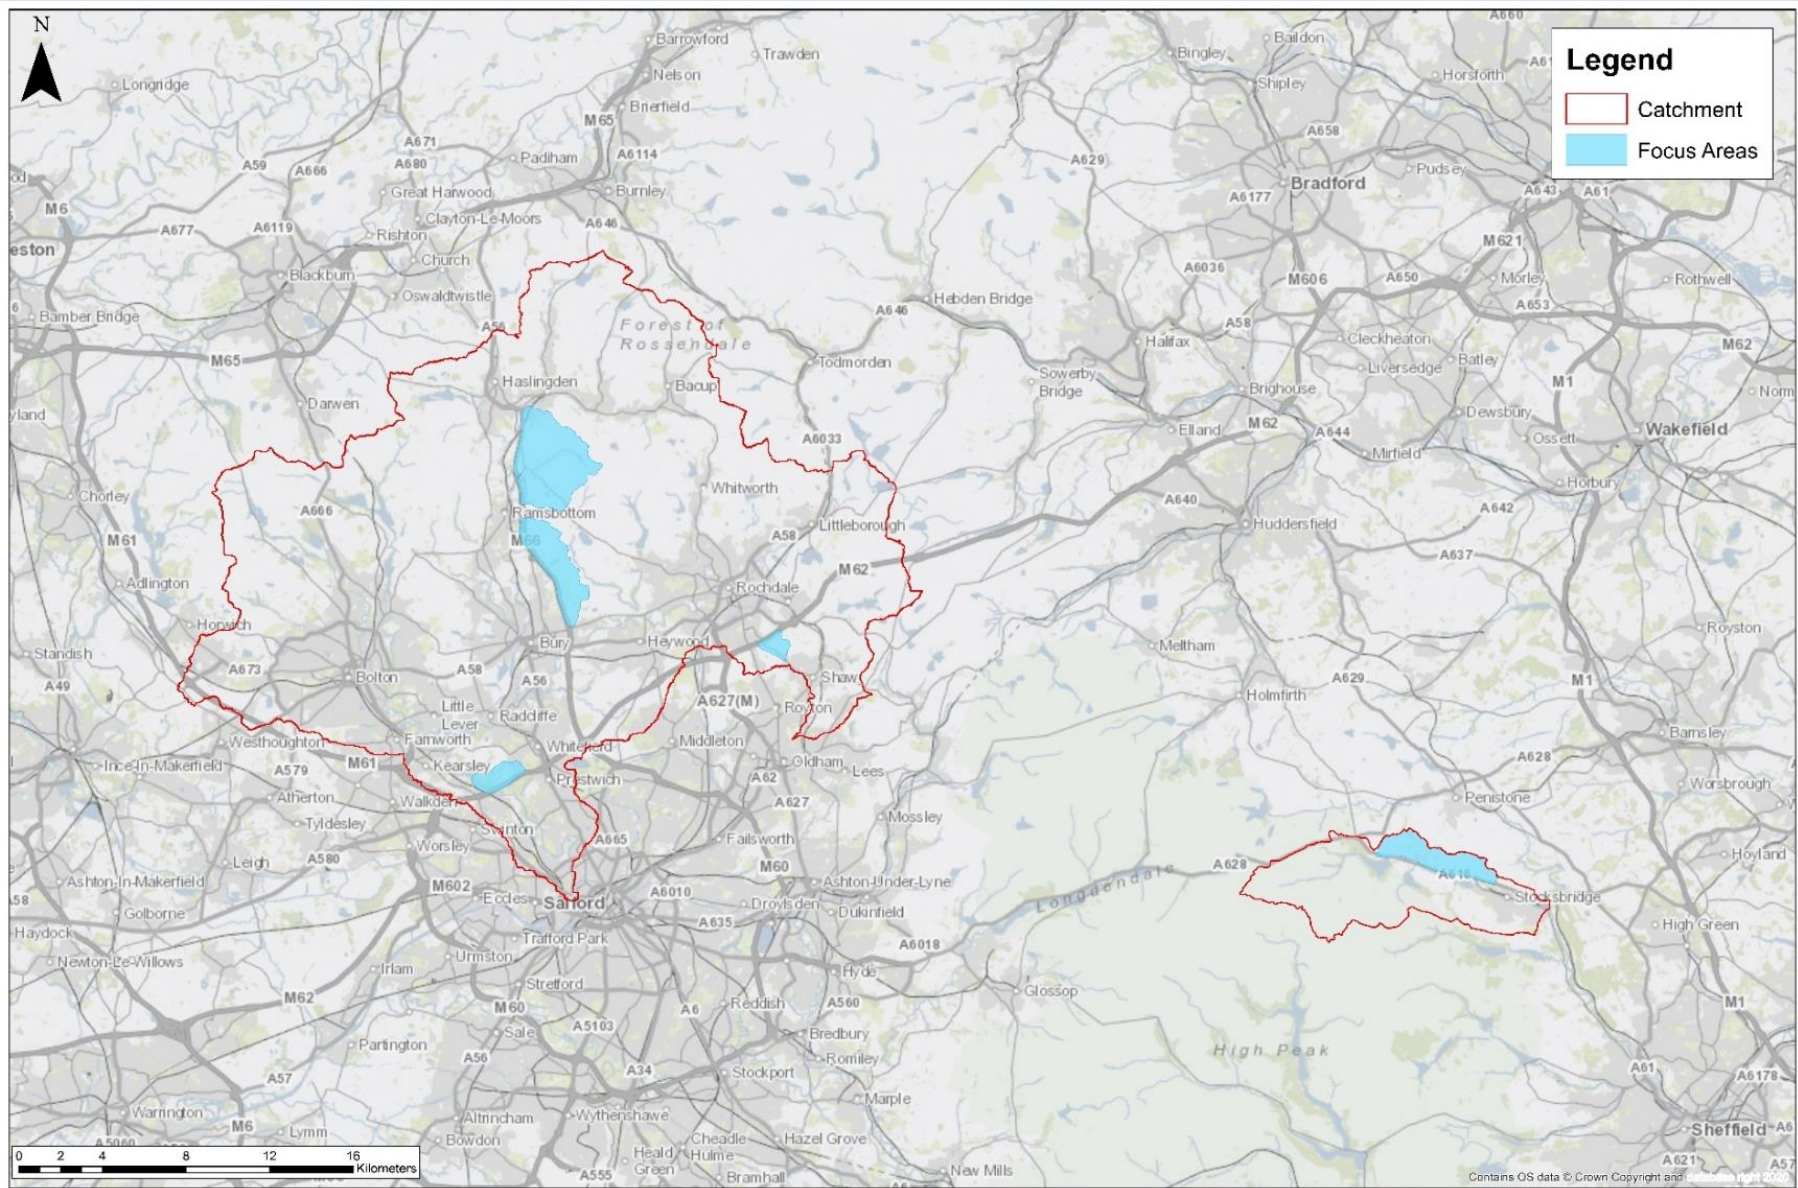 N
Legend
Catchment
Focus Areas
A660
Barrowford
Trawden
Bingley
Baildon
Longridge
Nelson
Shipley
Horsforth
Brierfield
M65
A671
A658
A59
A666
A680
Padiham
A6114
A629
Pudsey
Great Harwood
Burnley
Bradford
A643
A61
M6
A6177
Clayton-Le-Moors
A646
A677
A6119
Rishton
M621
eston
Church
Blackburn
A6036
M606
A650
Morley
Rothwell
Oswaldtwistle
Hebden Bridge
A653
Bamber Bridge
A646
A58
A56
Forest of
Rossendale
Cleckheaton
Halifax
M62
M65
Todmorden
Batley
Liversedge
Haslingden
Bacup
Sowerby
Bridge
Brighouse
M1
Norn
Darwen
yland
Dewsbury
Elland
M62
A644
Wakefield
A6033
Ossett
Mirfield
Whitworth
Horbury
Chorley
A640
A666
Ramsbottom
Littleborough
A642
Huddersfield
M61
M66
A58
A637
M62
Adlington
Rochdale
Horwich
Bury
Heywood
Royston
Standish
Meltham
A673
A58
Bolton
Shaw
A629
M1
A49
A56
A627(M)
Holmfirth
Little
Lever
Radcliffe
Royton
Farnworth
Westhoughton
Whitefield
Middleton
Barnsley
Ince-In-Makerfield
M61
Kearsley
Oldham
Lees
A628
A579
Prestwich
A62
Worsbrough
Atherton
Walkden
A627
Penistone
Tyldesley
Swinton
Mossley
A665
Failsworth
Worsley
Leigh
A580
M60
A628
Hoyland
Ashton-In-Makerfield
M602
A6010
Ashton-Under-Lyne
A616
Longdendale
Stocksbridge
A58
Eccles
Salford
Droylsden
Dukinfield
Golborne
A635
High Green
Haydock
Trafford Park
A6018
Newton-Le-Willows
Urmston
Irlam
Hyde
Stretford
Glossop
M62
M60
Reddish
A560
M1
A6
Sale
A5103
Bredbury
Partington
A56
Romiley
High Peak
A57
A34
Stockport
A61
A6178
Marple
Warrington
Altrincham
Wythenshawe
M6
Lymm
Bowdon
Cheadle
Hulme
Hazel Grove
Sheffield
A6
A5060
Heald
Green
A621
A57
A555
Bramhall
New Mills
0 2 4 8 12 16
Kilometers
Contains OS data © Crown Copyright and database right 2020